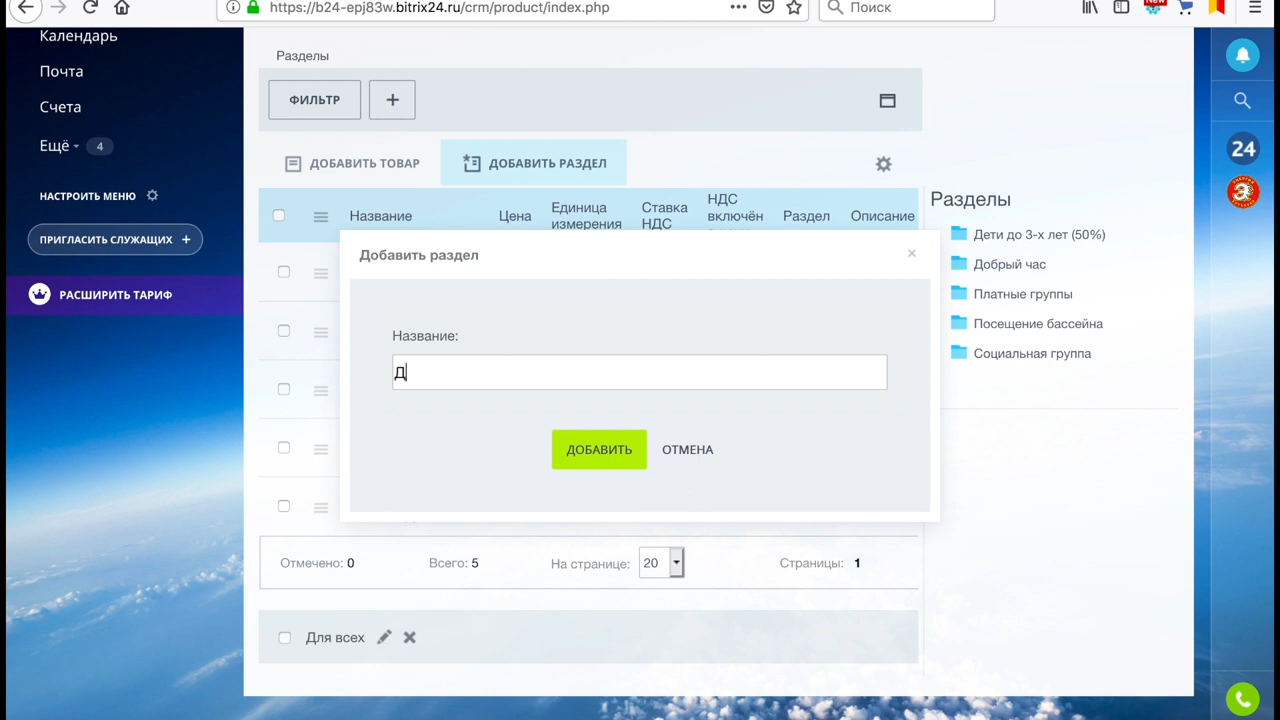 https://b24-epj83w.bitrix24.ru/crm/product/index.php
Поиск
New
Календарь
Почта
Счета
Ещё 4
НАСТРОИТЬ МЕНЮ
ПРИГЛАСИТЬ СЛУЖАЩИХ +
РАСШИРИТЬ ТАРИФ
Разделы
ФИЛЬТР
+
ДОБАВИТЬ ТОВАР
ДОБАВИТЬ РАЗДЕЛ
Название
Цена
Единица
измерения
Ставка
НДС
НДС
включён
Раздел
Описание
Добавить раздел
×
Название:
Д
ДОБАВИТЬ
ОТМЕНА
Отмечено: 0
Всего: 5
На странице: 20
Страницы: 1
Для всех
Разделы
Дети до 3-х лет (50%)
Добрый час
Платные группы
Посещение бассейна
Социальная группа
24
Э